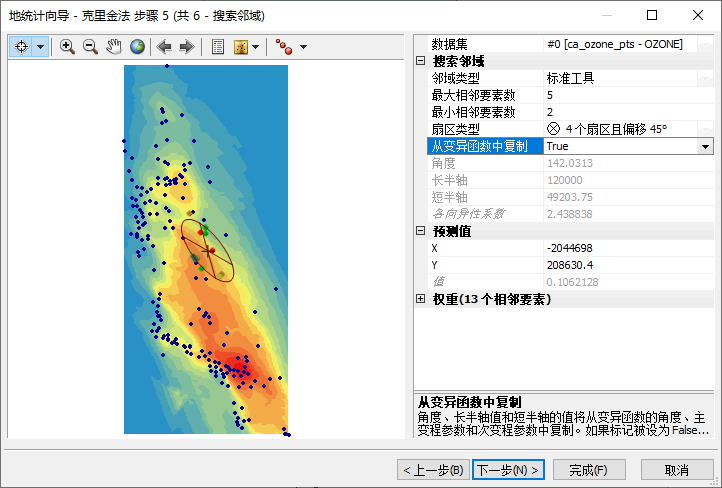 地统计向导 - 克里金法 步骤 5 (共 6 - 搜索邻域)
数据集 #0 [ca_ozone_pts - OZONE]
搜索邻域
邻域类型 标准工具
最大相邻要素数 5
最小相邻要素数 2
扇区类型 4 个扇区且偏移 45°
从变异函数中复制 True
角度 142.0313
长半轴 120000
短半轴 49203.75
各向异性系数 2.438838
预测值
X -2044698
Y 208630.4
值 0.1062128
权重(13 个相邻要素)
从变异函数中复制
角度、长半轴值和短半轴的值将从变异函数的角度、主
变程参数和次变程参数中复制。如果标记被设为 False...
< 上一步(B) 下一步(N) > 完成(F) 取消